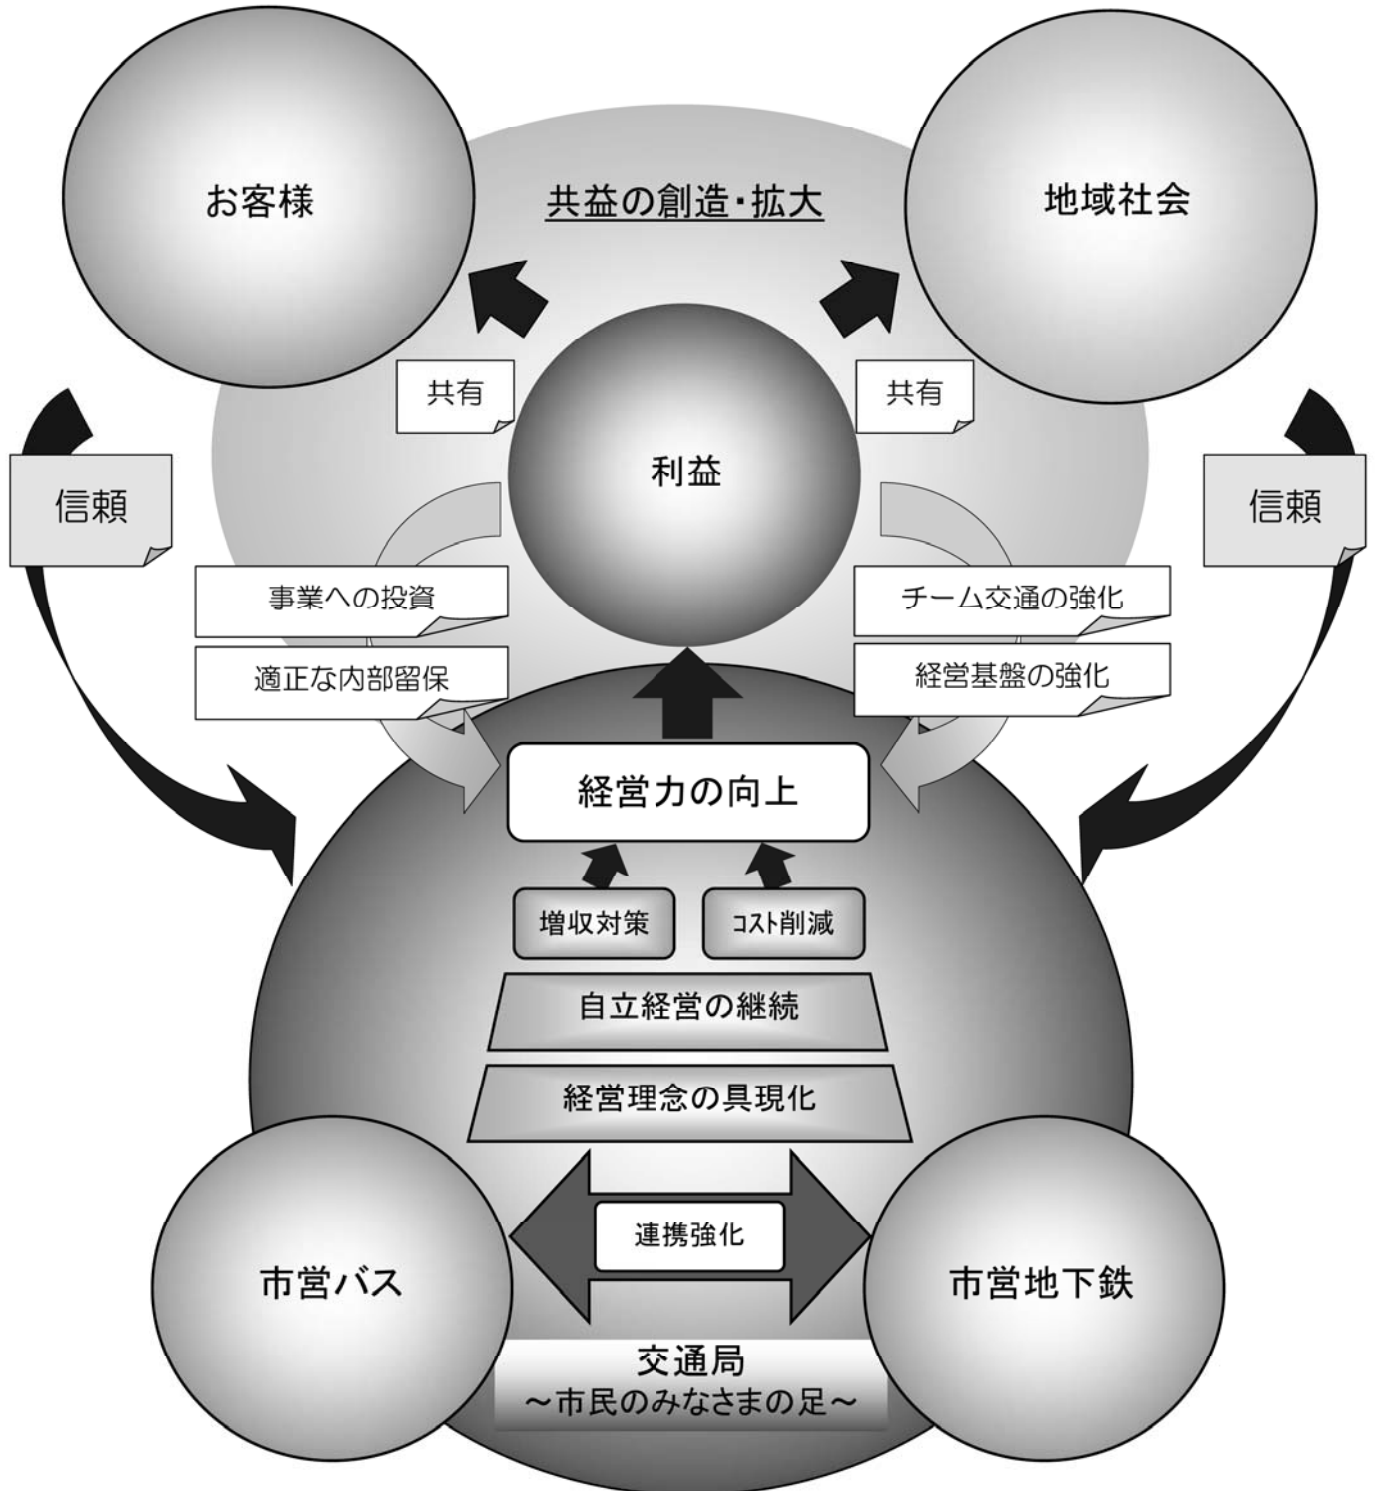 お客様
共益の創造・拡大
地域社会
共有
共有
利益
信頼
信頼
事業への投資
適正な内部留保
チーム交通の強化
経営基盤の強化
経営力の向上
増収対策
コスト削減
自立経営の継続
経営理念の具現化
連携強化
市営バス
市営地下鉄
交通局
～市民のみなさまの足～